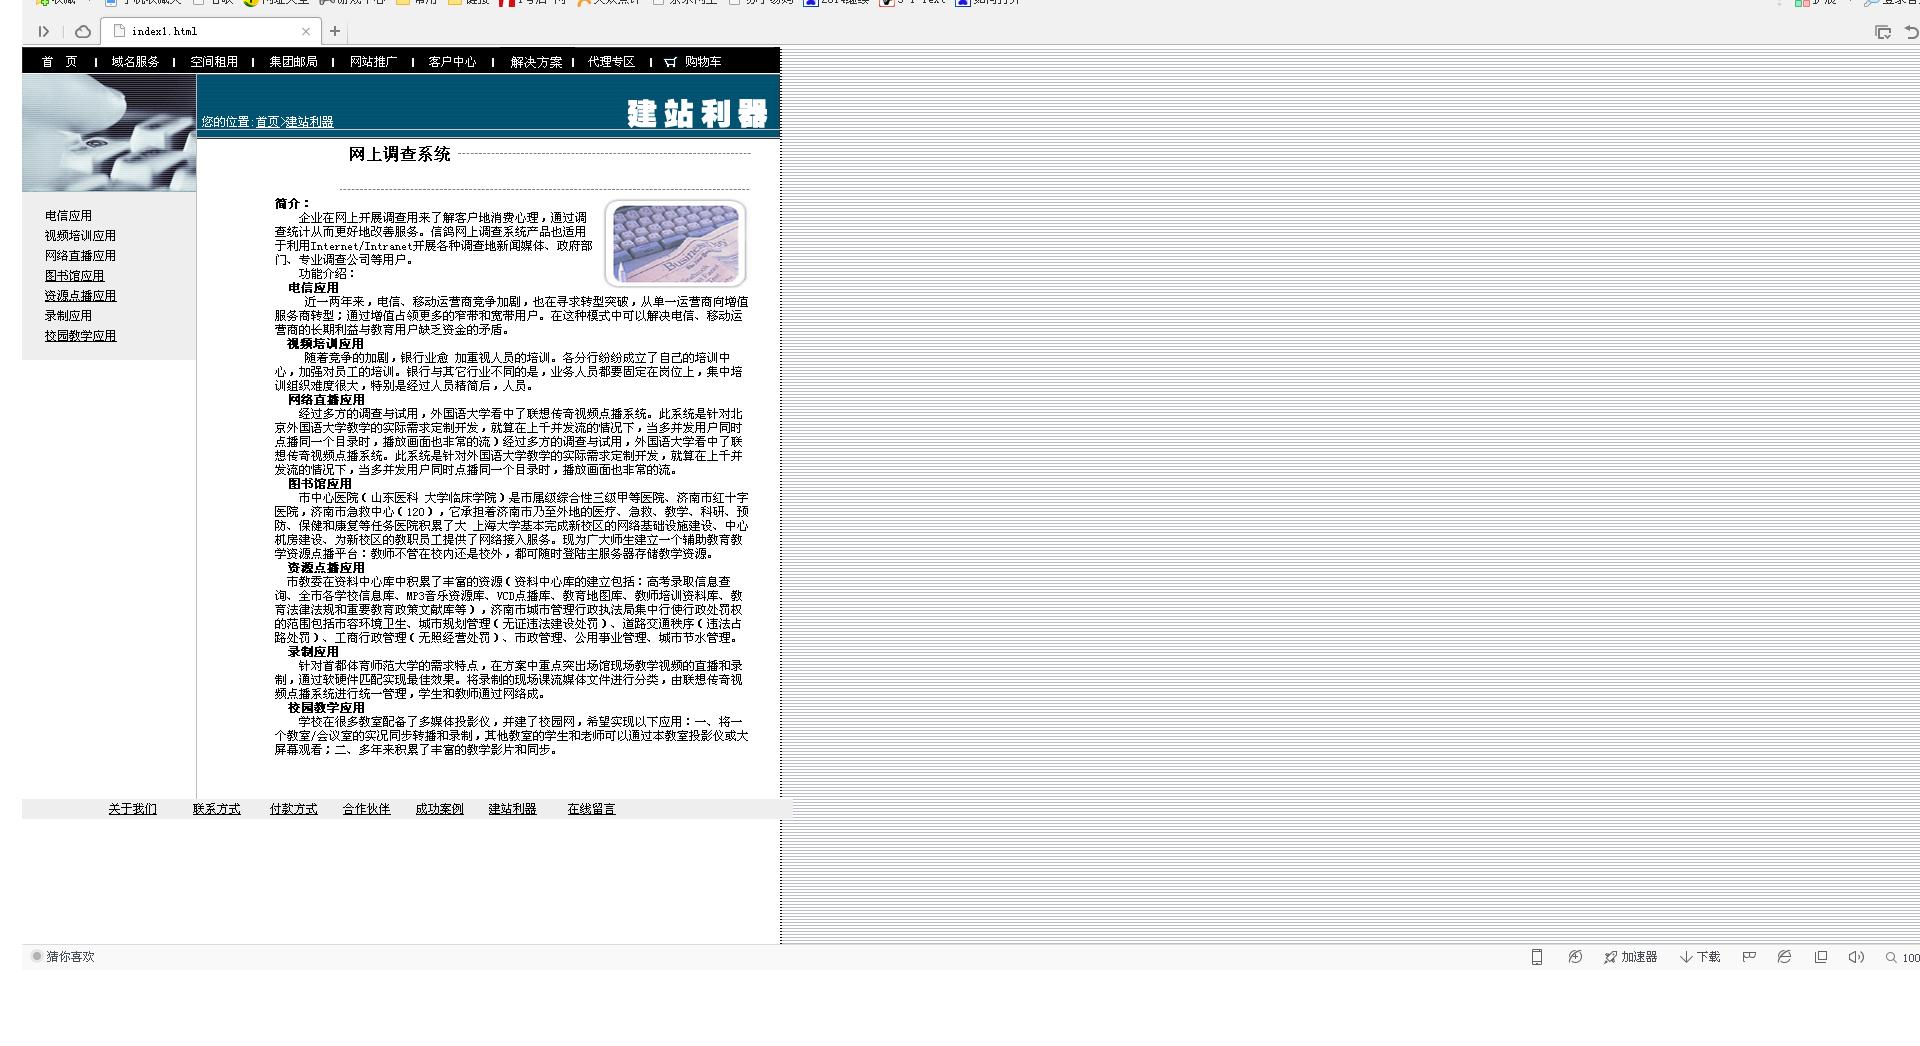 index1.html
首 页 域名服务 空间租用 集团邮局 网站推广 客户中心 解决方案 代理专区 购物车
建站利器
您的位置:首页>建站利器
网上调查系统
电信应用
视频培训应用
网络直播应用
图书馆应用
资源点播应用
录制应用
校园教学应用
简介：
企业在网上开展调查用来了解客户地消费心理，通过调
查统计从而更好地改善服务。信鸽网上调查系统产品也适用
于利用Internet/Intranet开展各种调查地新闻媒体、政府部
门、专业调查公司等用户。
功能介绍：
电信应用
近一两年来，电信、移动运营商竞争加剧，也在寻求转型突破，从单一运营商向增值
服务商转型；通过增值占领更多的窄带和宽带用户。在这种模式中可以解决电信、移动运
营商的长期利益与教育用户缺乏资金的矛盾。
视频培训应用
随着竞争的加剧，银行业愈 加重视人员的培训。各分行纷纷成立了自己的培训中
心，加强对员工的培训。银行与其它行业不同的是，业务人员都要固定在岗位上，集中培
训组织难度很大，特别是经过人员精简后，人员。
网络直播应用
经过多方的调查与试用，外国语大学看中了联想传奇视频点播系统。此系统是针对北
京外国语大学教学的实际需求定制开发，就算在上千并发流的情况下，当多并发用户同时
点播同一个目录时，播放画面也非常的流）经过多方的调查与试用，外国语大学看中了联
想传奇视频点播系统。此系统是针对外国语大学教学的实际需求定制开发，就算在上千并
发流的情况下，当多并发用户同时点播同一个目录时，播放画面也非常的流。
图书馆应用
市中心医院（山东医科 大学临床学院）是市属级综合性三级甲等医院、济南市红十字
医院，济南市急救中心（120），它承担着济南市乃至外地的医疗、急救、教学、科研、预
防、保健和康复等任务医院积累了大 上海大学基本完成新校区的网络基础设施建设、中心
机房建设、为新校区的教职员工提供了网络接入服务。现为广大师生建立一个辅助教育教
学资源点播平台：教师不管在校内还是校外，都可随时登陆主服务器存储教学资源。
资源点播应用
市教委在资料中心库中积累了丰富的资源（资料中心库的建立包括：高考录取信息查
询、全市各学校信息库、MP3音乐资源库、VCD点播库、教育地图库、教师培训资料库、教
育法律法规和重要教育政策文献库等），济南市城市管理行政执法局集中行使行政处罚权
的范围包括市容环境卫生、城市规划管理（无证违法建设处罚）、道路交通秩序（违法占
路处罚）、工商行政管理（无照经营处罚）、市政管理、公用事业管理、城市节水管理。
录制应用
针对首都体育师范大学的需求特点，在方案中重点突出场馆现场教学视频的直播和录
制，通过软硬件匹配实现最佳效果。将录制的现场课流媒体文件进行分类，由联想传奇视
频点播系统进行统一管理，学生和教师通过网络成。
校园教学应用
学校在很多教室配备了多媒体投影仪，并建了校园网，希望实现以下应用：一、将一
个教室/会议室的实况同步转播和录制，其他教室的学生和老师可以通过本教室投影仪或大
屏幕观看；二、多年来积累了丰富的教学影片和同步。
关于我们 联系方式 付款方式 合作伙伴 成功案例 建站利器 在线留言
猜你喜欢 加速器 下载 100